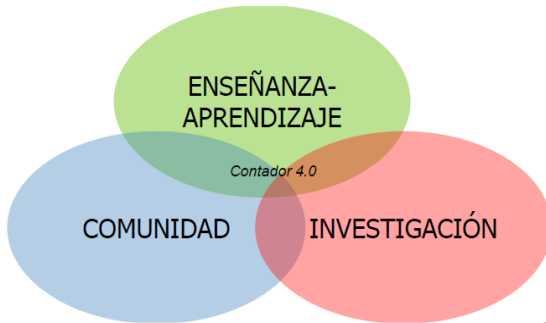 ENSEÑANZA-
APRENDIZAJE
Contador 4.0
COMUNIDAD
INVESTIGACIÓN